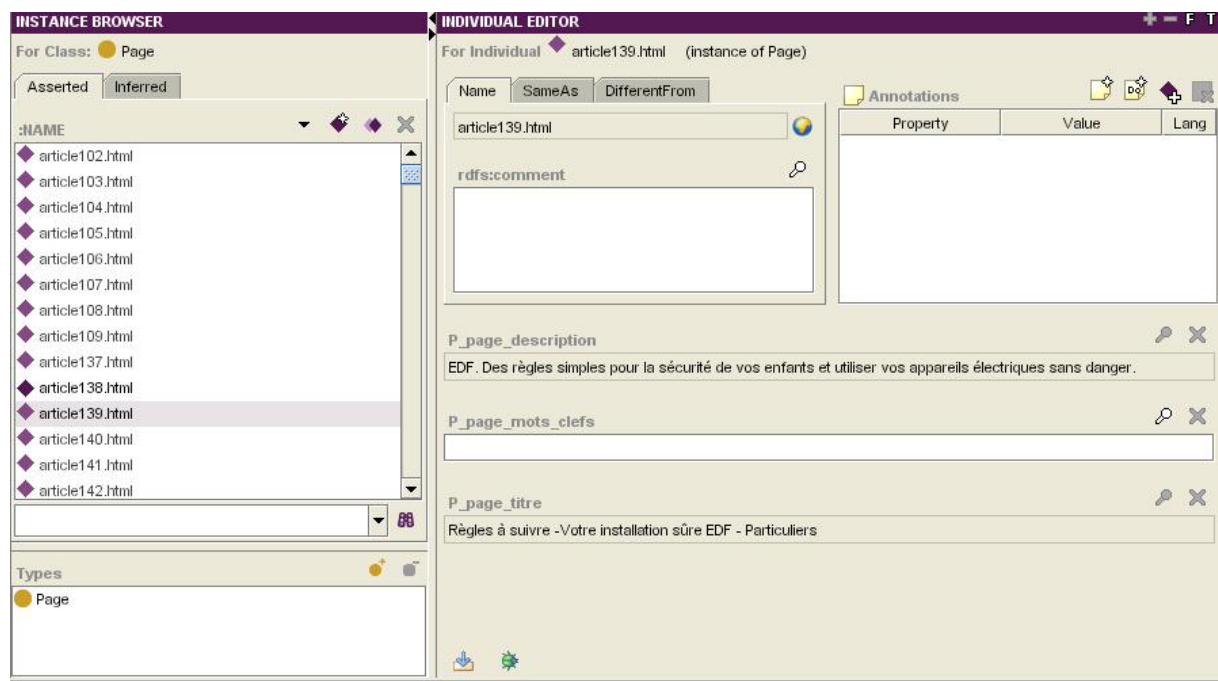 INSTANCE BROWSER
For Class: Page
Asserted Inferred
:NAME
article102.html
article103.html
article104.html
article105.html
article106.html
article107.html
article108.html
article109.html
article137.html
article138.html
article139.html
article140.html
article141.html
article142.html
Types
Page
INDIVIDUAL EDITOR
F T
For Individual article139.html (instance of Page)
Name SameAs DifferentFrom
article139.html
rdfs:comment
Annotations
Property Value Lang
P_page_description
EDF. Des règles simples pour la sécurité de vos enfants et utiliser vos appareils électriques sans danger.
P_page_mots_clefs
P_page_titre
Règles à suivre -Votre installation sûre EDF - Particuliers